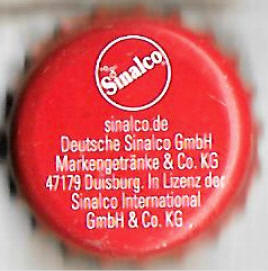 Sinalco
sinalco.de
Deutsche Sinalco GmbH
Markengetränke & Co. KG
47179 Duisburg. In Lizenz der
Sinalco International
GmbH & Co. KG